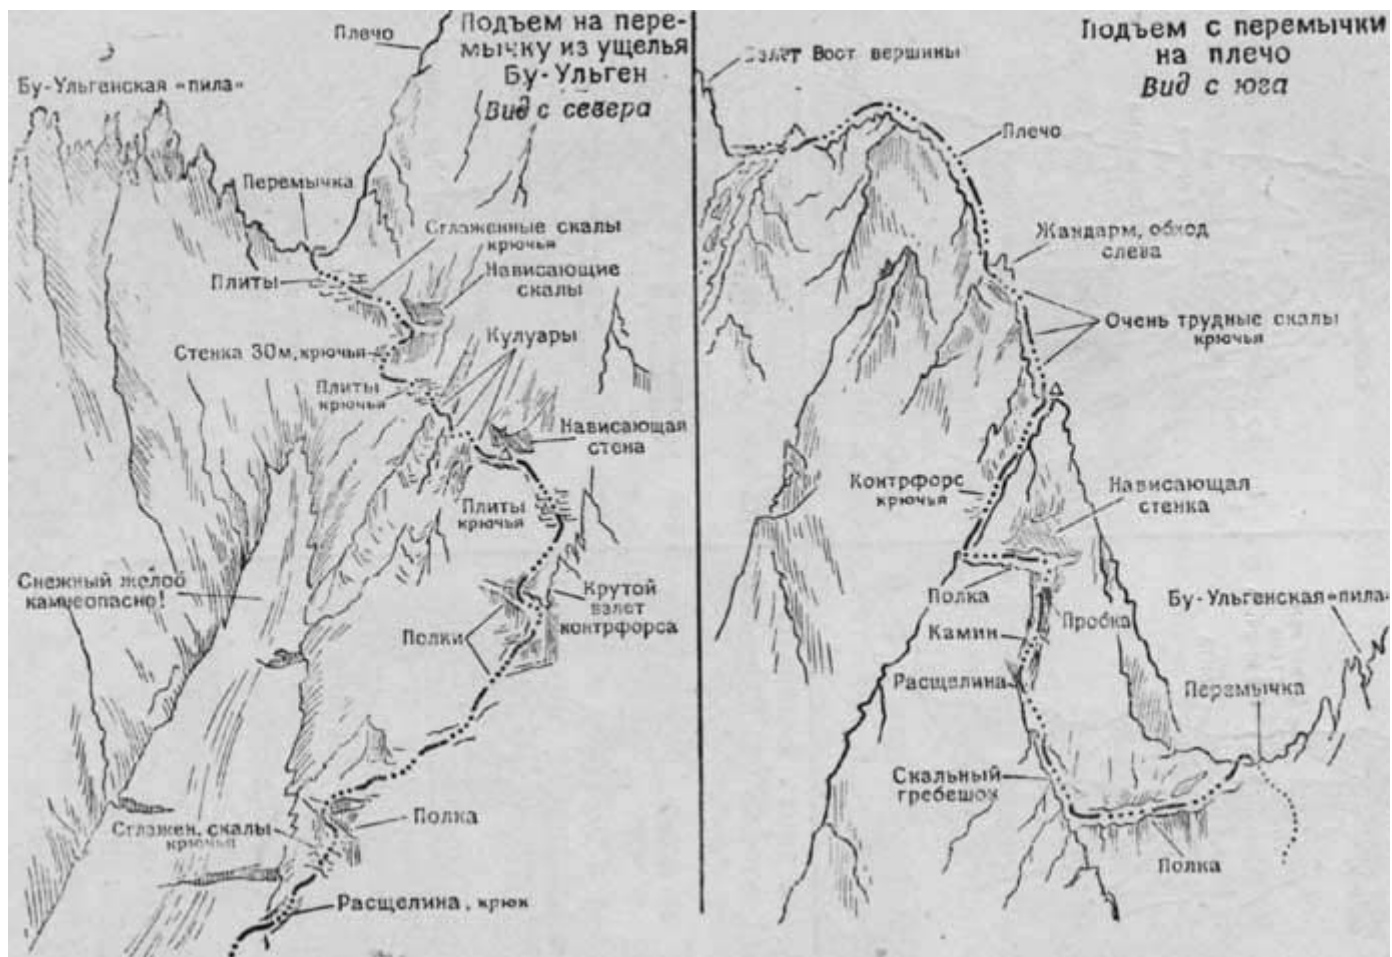 Подъем на пере-
мычку из ущелья
Бу-Ульген
Вид с севера
Плечо
Бу-Ульгенская «пила»
Перемычка
Сглаженные скалы
крючья
Плиты
Нависающие
скалы
Стенка 30м, крючья
Кулуары
Плиты
крючья
Нависающая
стена
Плиты
крючья
Снежный желоб
камнеопасно!
Крутой
взлет
контрфорса
Полки
Полка
Сглажен. скалы
крючья
Расщелина, крюк
Подъем с перемычки
на плечо
Вид с юга
Взлет Вост вершины
Плечо
Жандарм, обход
слева
Очень трудные скалы
крючья
Контрфорс
крючья
Нависающая
стенка
Полка
Бу-Ульгенская «пила»
Камин
Пробка
Расщелина
Перемычка
Скальный
гребешок
Полка